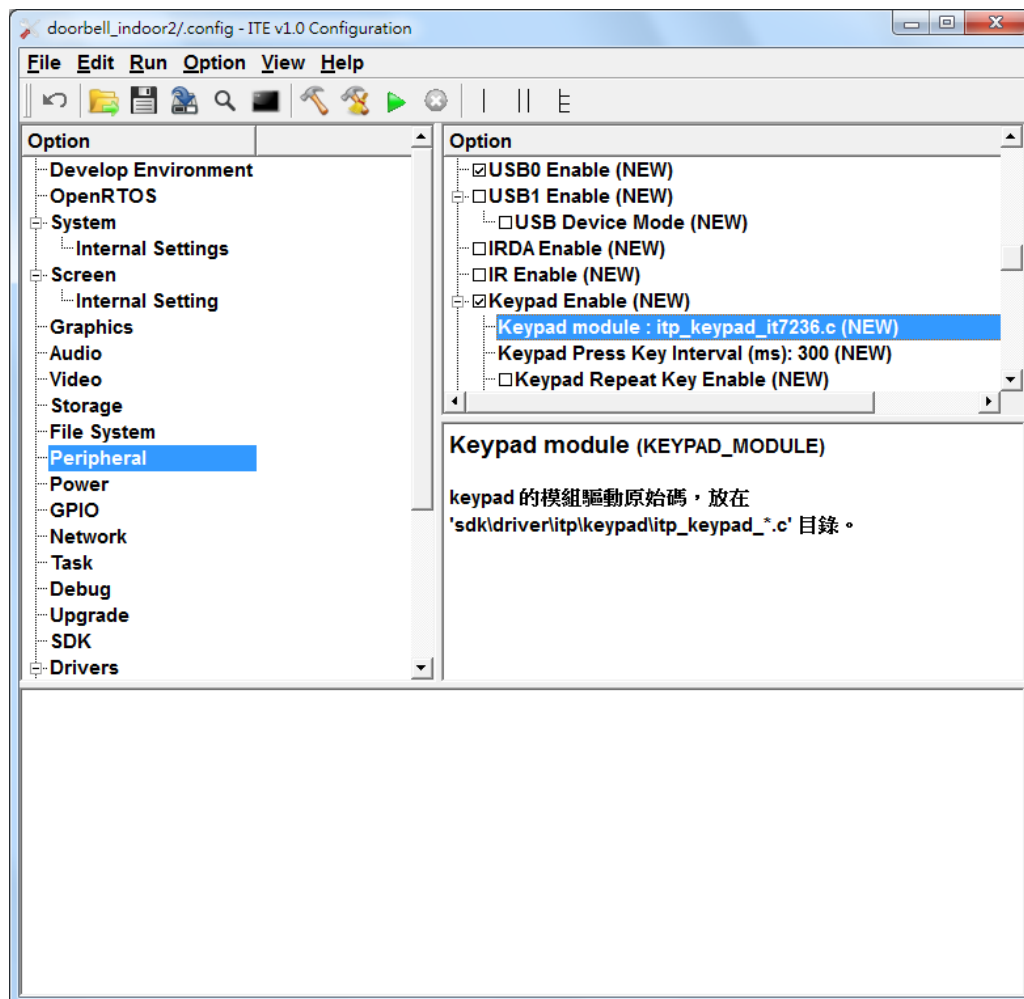 doorbell_indoor2/.config - ITE v1.0 Configuration
File Edit Run Option View Help
Option
Develop Environment
OpenRTOS
System
Internal Settings
Screen
Internal Setting
Graphics
Audio
Video
Storage
File System
Peripheral
Power
GPIO
Network
Task
Debug
Upgrade
SDK
Drivers
Option
USB0 Enable (NEW)
USB1 Enable (NEW)
USB Device Mode (NEW)
IRDA Enable (NEW)
IR Enable (NEW)
Keypad Enable (NEW)
Keypad module : itp_keypad_it7236.c (NEW)
Keypad Press Key Interval (ms): 300 (NEW)
Keypad Repeat Key Enable (NEW)
Keypad module (KEYPAD_MODULE)
keypad 的模組驅動原始碼，放在
'sdk\driver\itp\keypad\itp_keypad_*.c' 目錄。